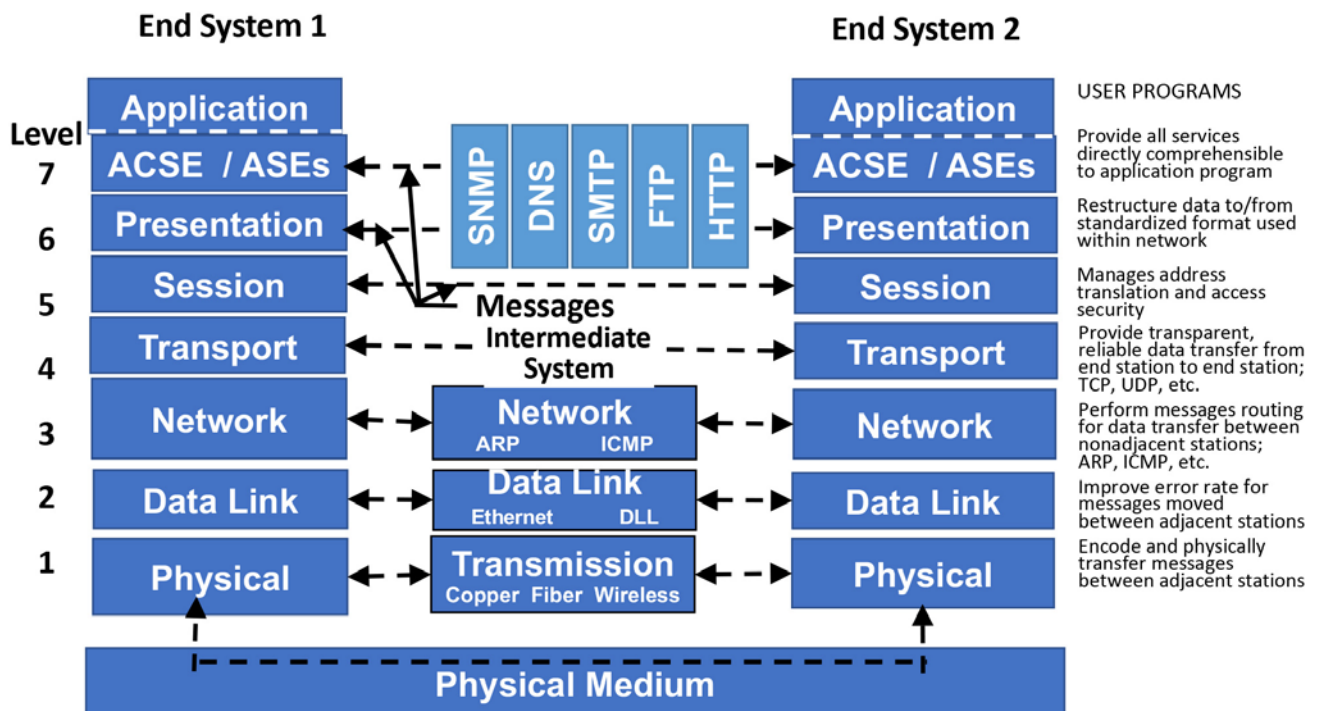 End System 1
End System 2
Level
7
6
5
4
3
2
1
Application
ACSE / ASEs
Presentation
Session
Transport
Network
Data Link
Physical
SNMP
DNS
SMTP
FTP
HTTP
Messages
Intermediate
System
Network
ARP ICMP
Data Link
Ethernet DLL
Transmission
Copper Fiber Wireless
Application
ACSE / ASEs
Presentation
Session
Transport
Network
Data Link
Physical
USER PROGRAMS
Provide all services
directly comprehensible
to application program
Restructure data to/from
standardized format used
within network
Manages address
translation and access
security
Provide transparent,
reliable data transfer from
end station to end station;
TCP, UDP, etc.
Perform messages routing
for data transfer between
nonadjacent stations;
ARP, ICMP, etc.
Improve error rate for
messages moved
between adjacent stations
Encode and physically
transfer messages
between adjacent stations
Physical Medium